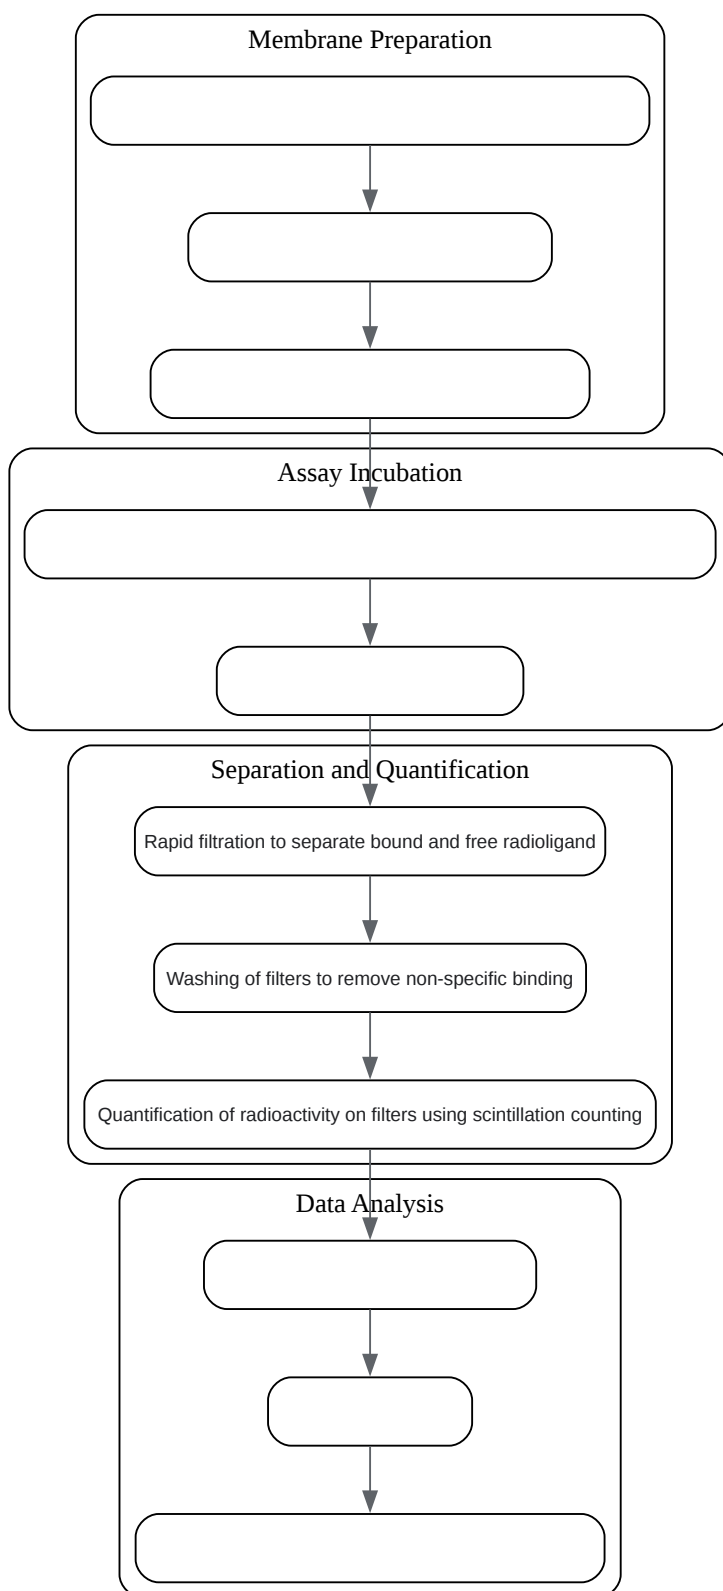 Membrane Preparation
Assay Incubation
Separation and Quantification
Rapid filtration to separate bound and free radioligand
Washing of filters to remove non-specific binding
Quantification of radioactivity on filters using scintillation counting
Data Analysis